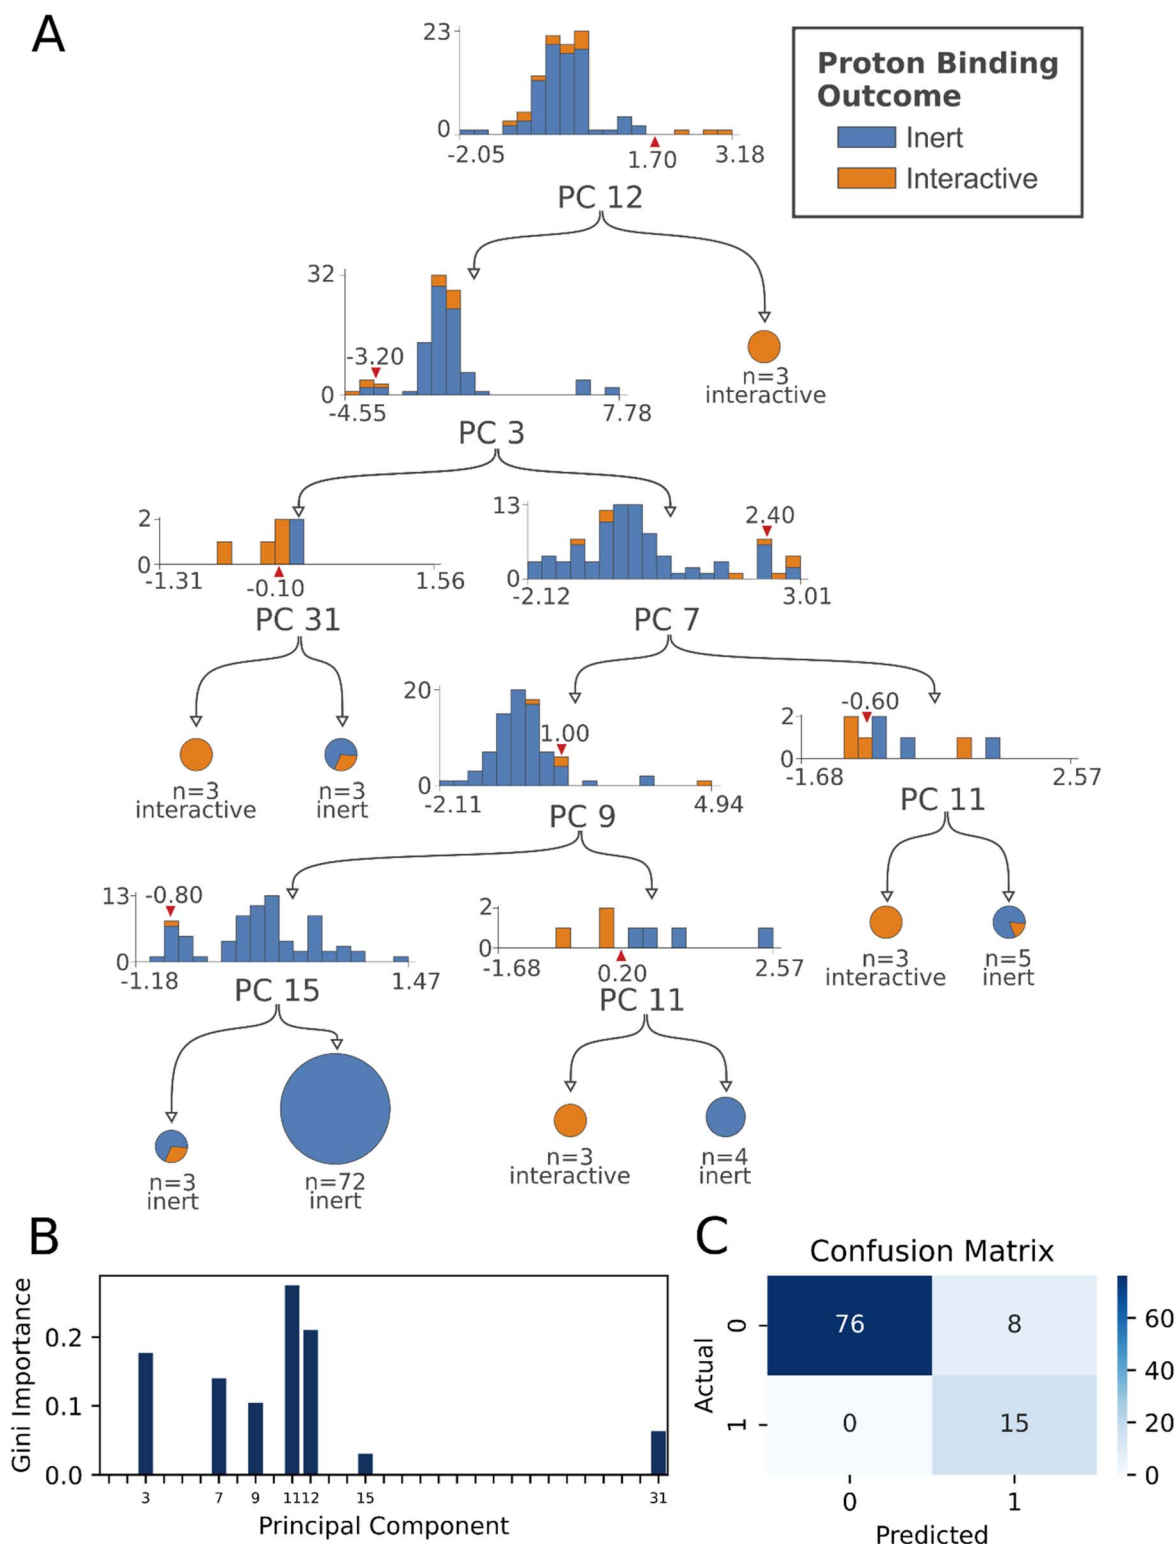 A
23
0
-2.05
1.70
3.18
PC 12
Proton Binding
Outcome
Inert
Interactive
32
0
-3.20
-4.55
7.78
PC 3
n=3
interactive
2
0
-1.31
-0.10
1.56
PC 31
13
0
2.40
-2.12
3.01
PC 7
n=3
interactive
n=3
inert
20
0
1.00
-2.11
4.94
PC 9
2
0
-0.60
-1.68
2.57
PC 11
13
0
-0.80
-1.18
1.47
PC 15
2
0
-1.68
0.20
2.57
PC 11
n=3
interactive
n=5
inert
n=3
inert
n=72
inert
n=3
interactive
n=4
inert
B
Gini Importance
0.2
0.1
0.0
3
7
9
11
12
15
31
Principal Component
C
Confusion Matrix
Actual
0
1
76
8
0
15
0
1
Predicted
60
40
20
0